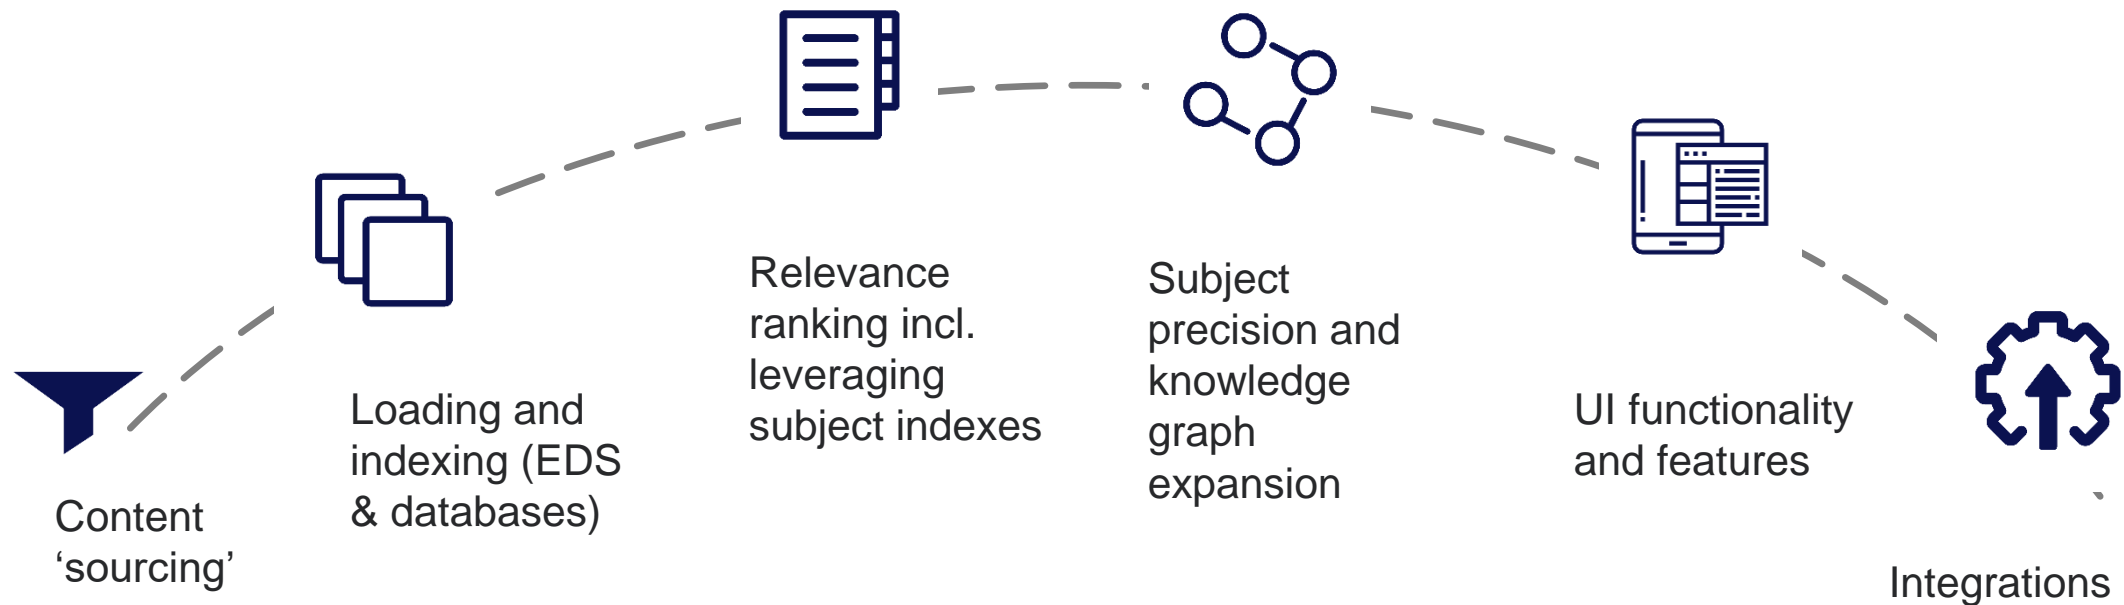 Content
‘sourcing’
Loading and
indexing (EDS
& databases)
Relevance
ranking incl.
leveraging
subject indexes
Subject
precision and
knowledge
graph
expansion
UI functionality
and features
Integrations